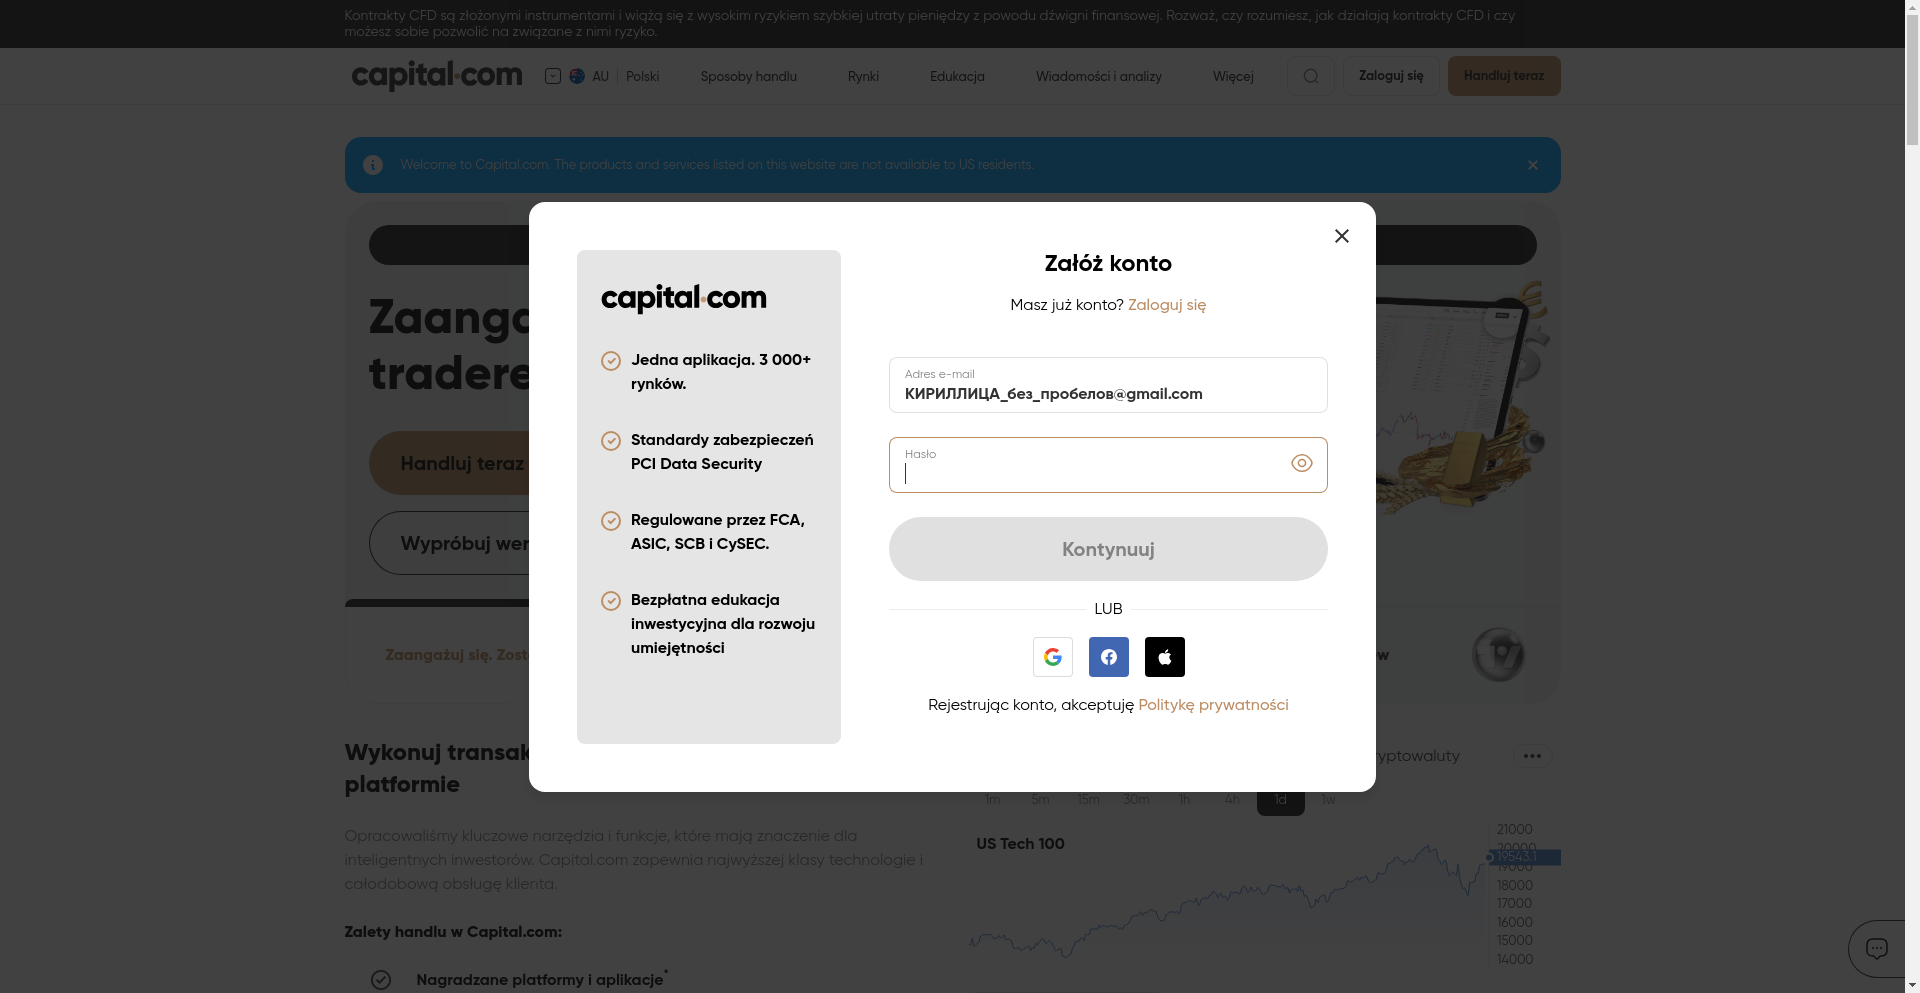 Kontrakty CFD są złożonymi instrumentami i wiążą się z wysokim ryzykiem szybkiej utraty pieniędzy z powodu dźwigni finansowej. Rozważ, czy rozumiesz, jak działają kontrakty CFD i czy
możesz sobie pozwolić na związane z nimi ryzyko.
capital.com
AU
Polski
Sposoby handlu
Rynki
Edukacja
Wiadomości i analizy
Więcej
Zaloguj się
Handluj teraz
Welcome to Capital.com. The products and services listed on this website are not available to US residents.
capital.com
Jedna aplikacja. 3 000+
rynków.
Standardy zabezpieczeń
PCI Data Security
Regulowane przez FCA,
ASIC, SCB i CySEC.
Bezpłatna edukacja
inwestycyjna dla rozwoju
umiejętności
Załóż konto
Masz już konto? Zaloguj się
Adres e-mail
КИРИЛЛИЦА_без_пробелов@gmail.com
Hasło
Kontynuuj
LUB
Rejestrując konto, akceptuję Politykę prywatności
Handluj teraz
Wypróbuj
Zaangażuj się.
Wykonuj
platformie
Opracowaliśmy kluczowe narzędzia i funkcje, które mają znaczenie dla
inteligentnych inwestorów. Capital.com zapewnia najwyższej klasy technologie i
całodobową obsługę klienta.
Zalety handlu w Capital.com:
Nagradzane platformy i aplikacje*
1m
5m
15m
30m
1h
4h
1d
1w
US Tech 100
21000
20000
19543.1
19000
18000
17000
16000
15000
14000